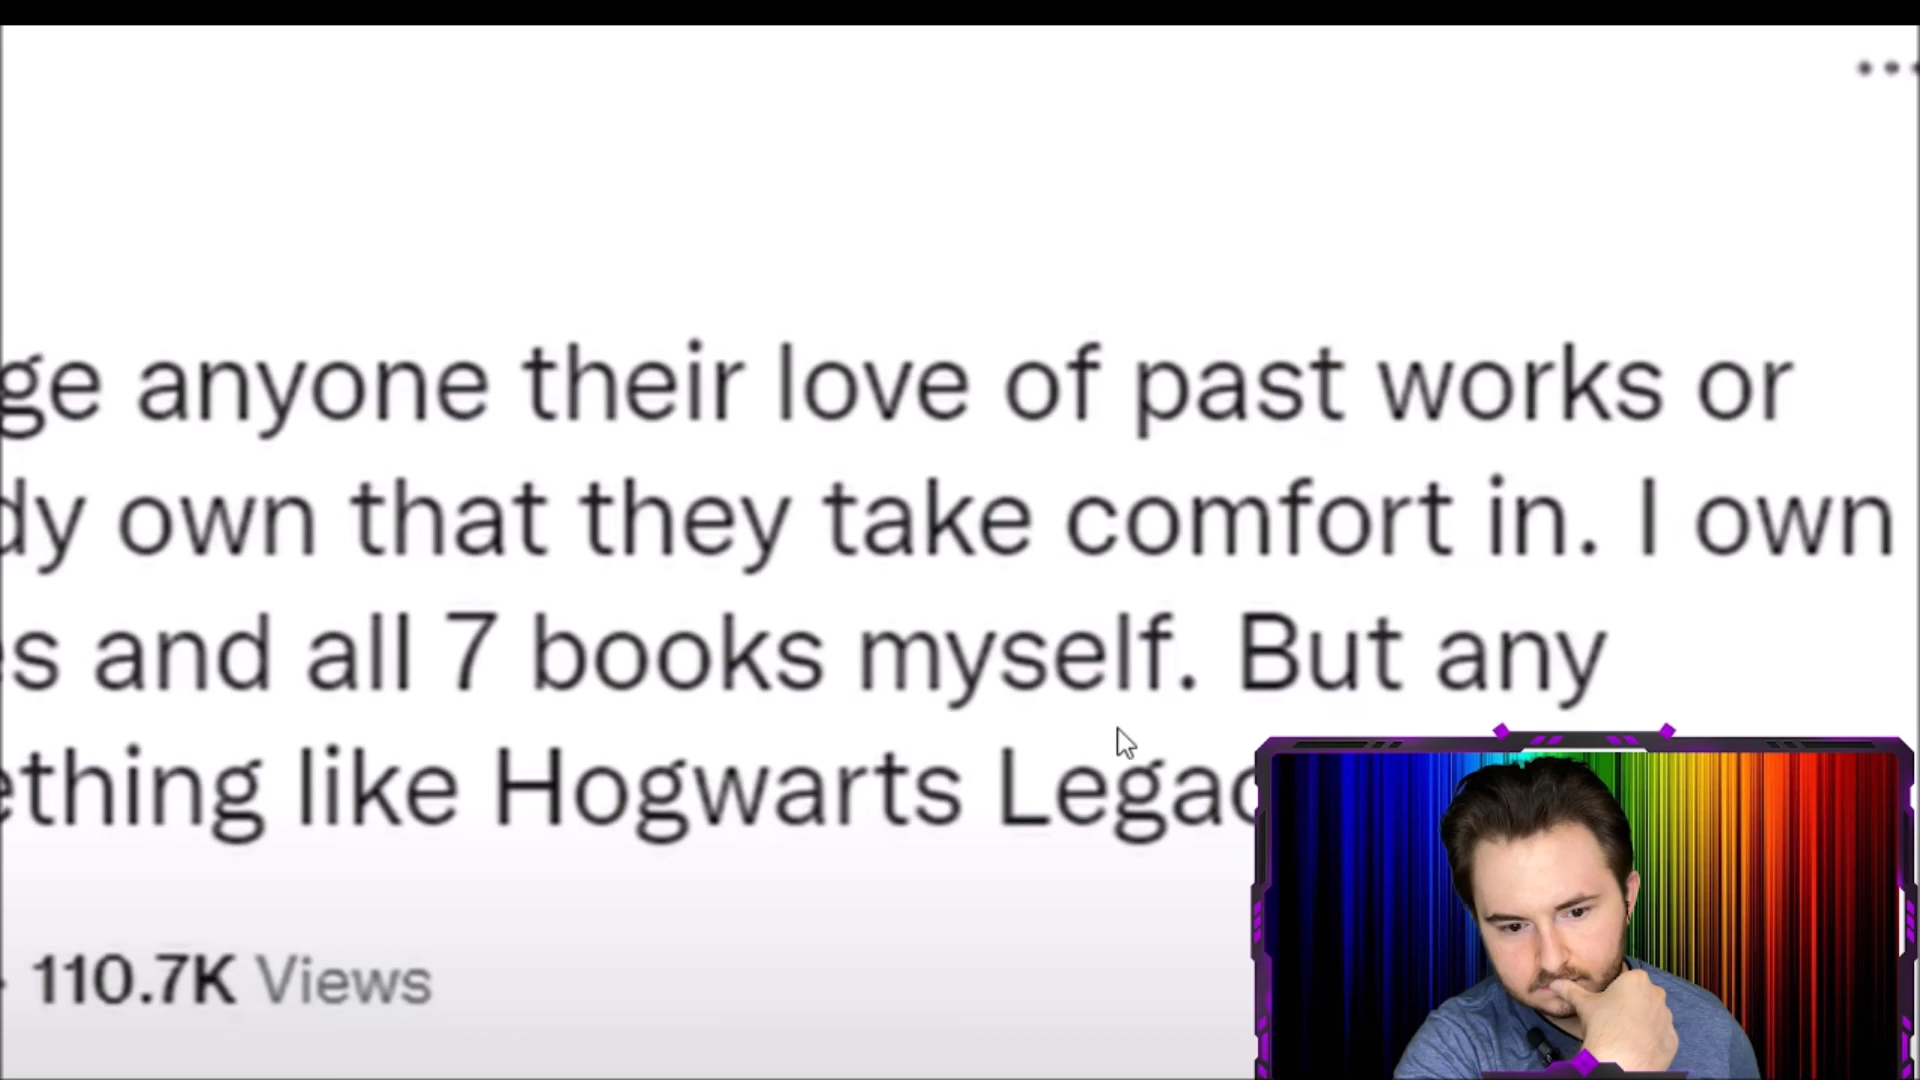 ge anyone their love of past works or
dy own that they take comfort in. I own
s and all 7 books myself. But any
ething like Hogwarts Legac
110.7K Views